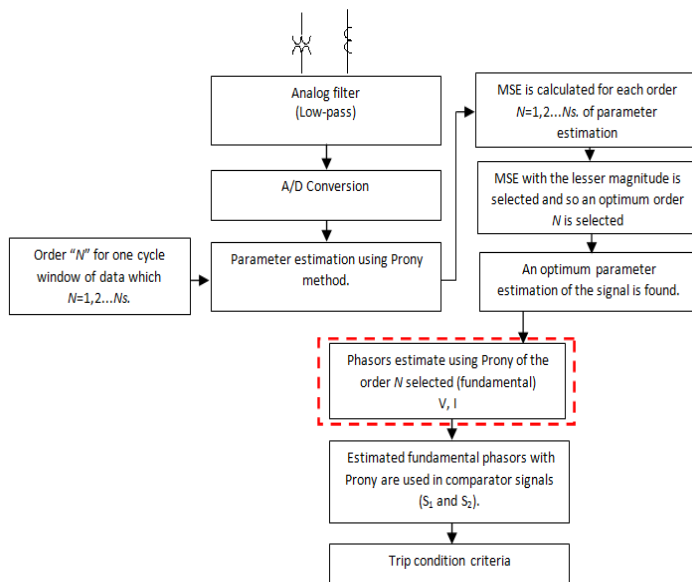 Analog filter
(Low-pass)
A/D Conversion
Order "N" for one cycle
window of data which
N=1,2...Ns.
Parameter estimation using Prony
method.
MSE is calculated for each order
N=1,2...Ns. of parameter
estimation
MSE with the lesser magnitude is
selected and so an optimum order
N is selected
An optimum parameter
estimation of the signal is found.
Phasors estimate using Prony of the
order N selected (fundamental)
V, I
Estimated fundamental phasors with
Prony are used in comparator signals
(S₁ and S₂).
Trip condition criteria